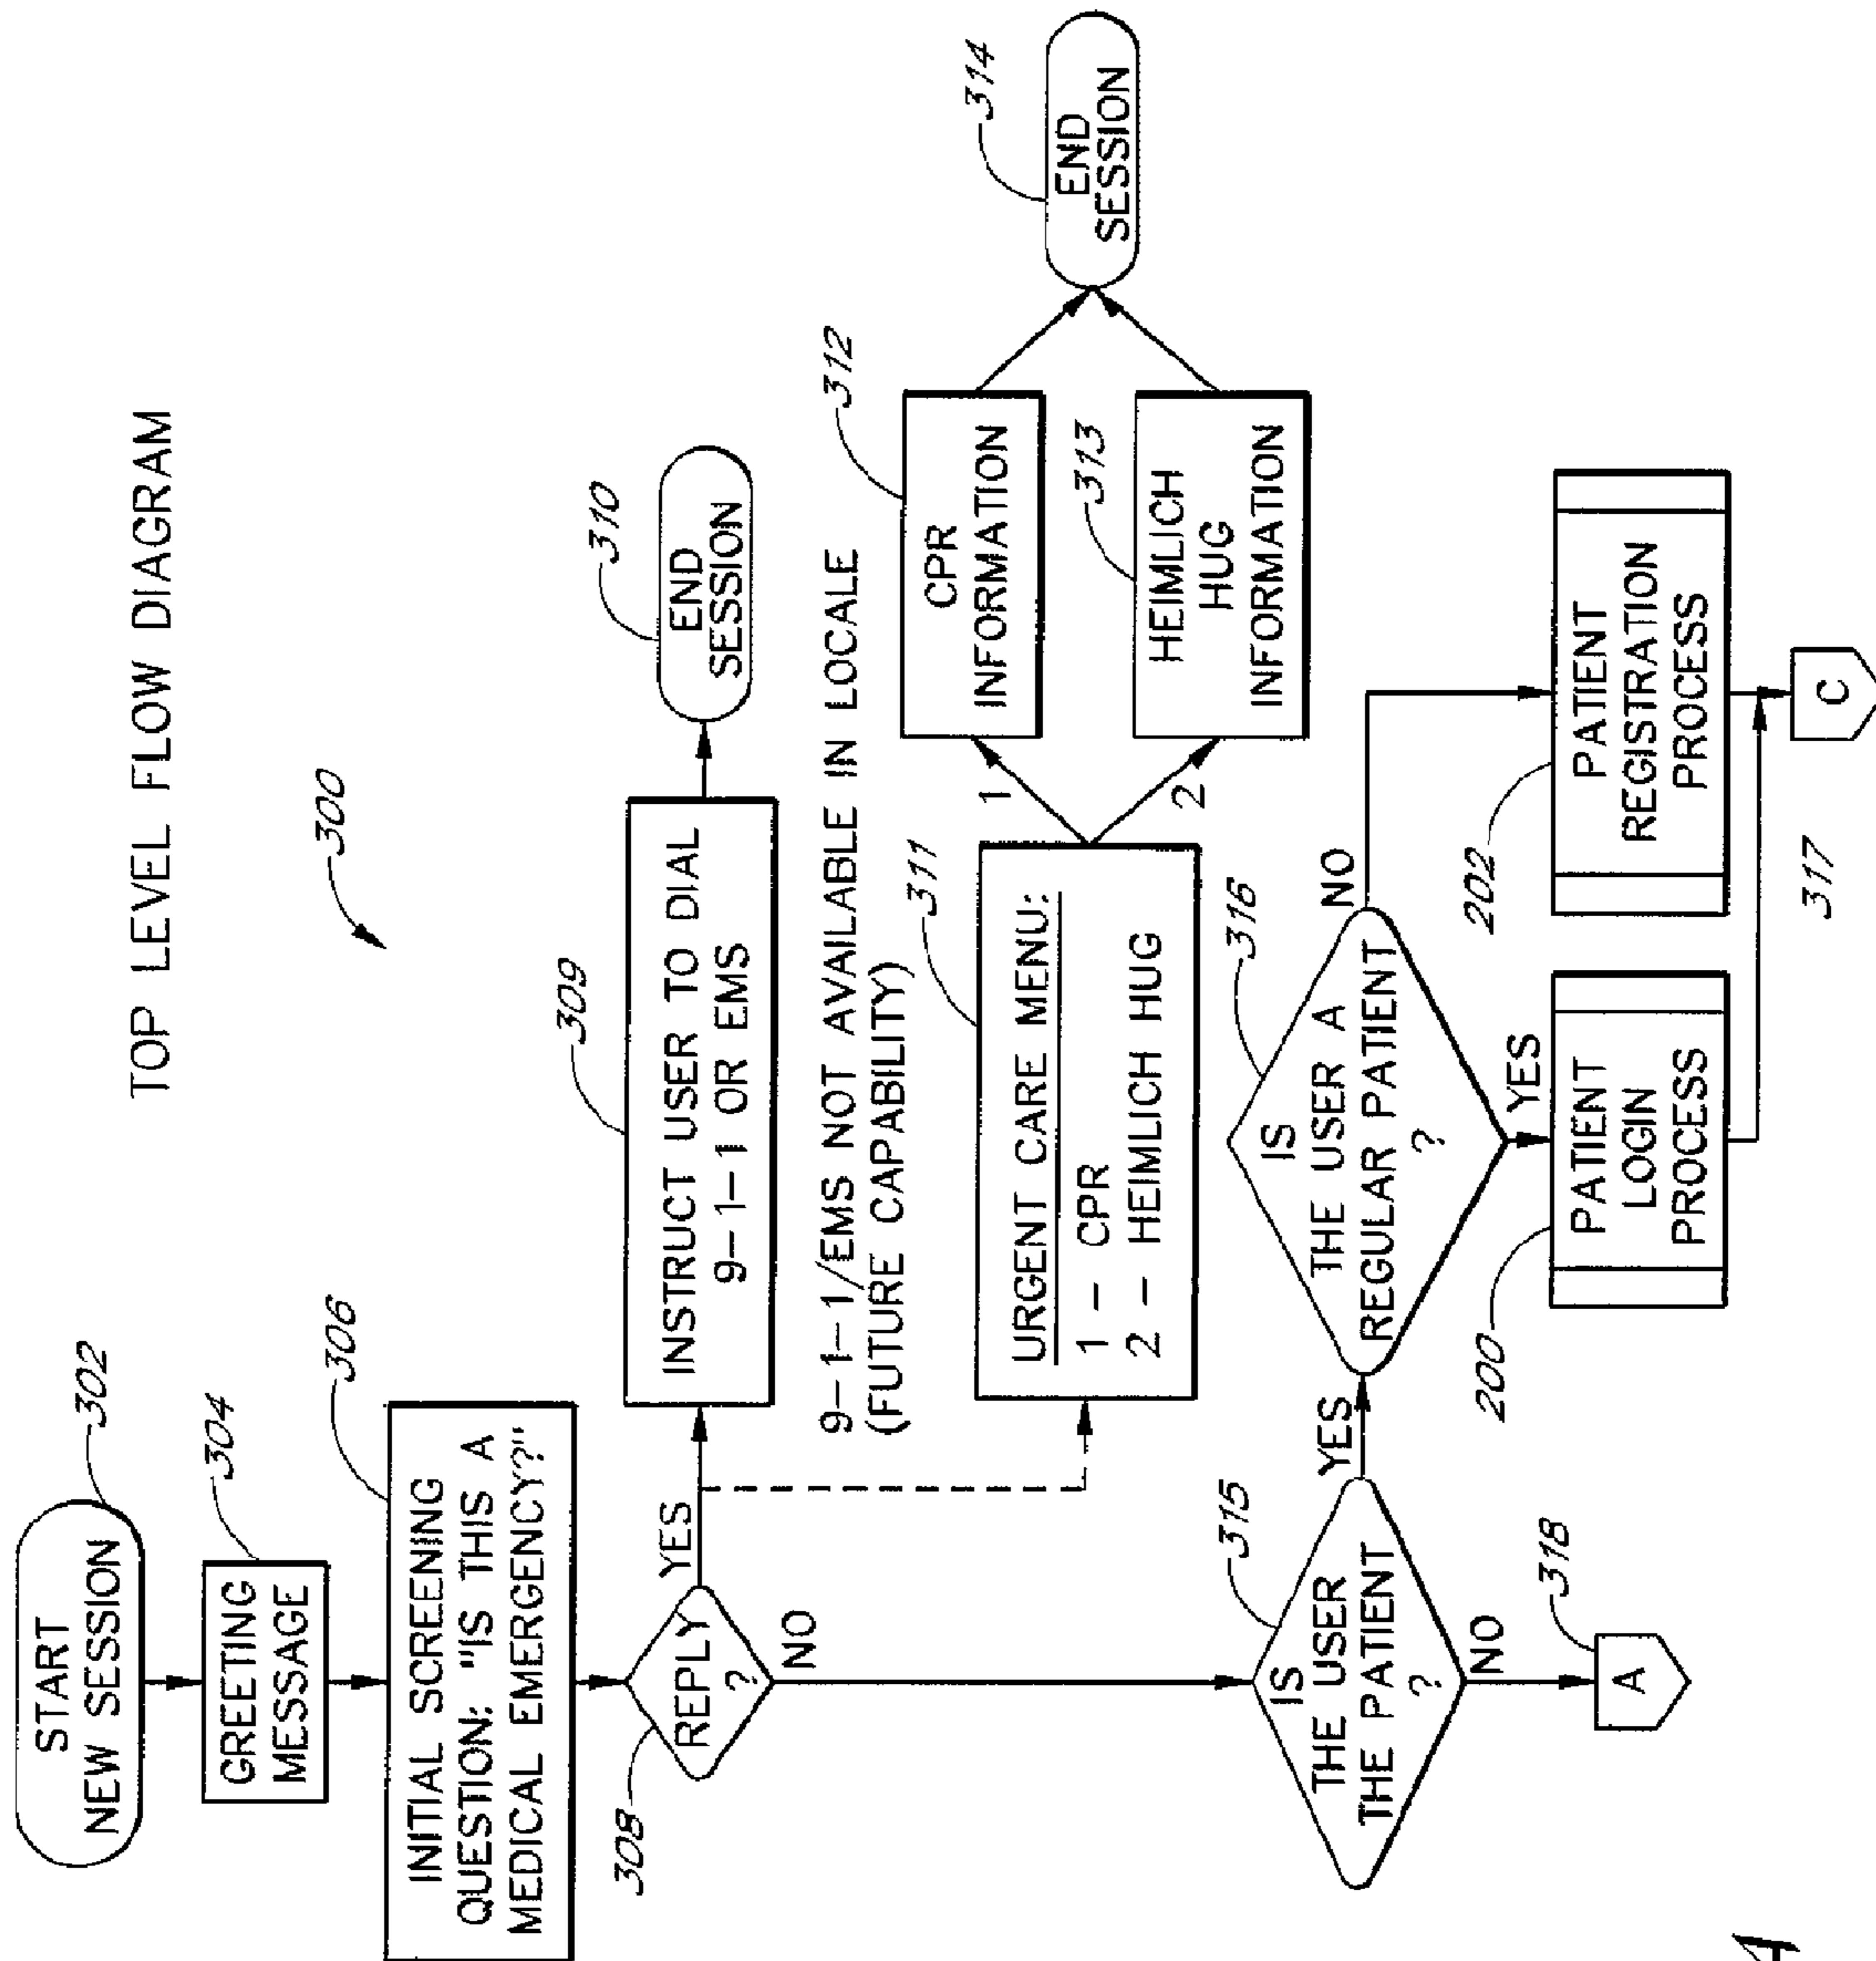 TOP LEVEL FLOW DIAGRAM
300
START
NEW SESSION
302
GREETING
MESSAGE
304
INITIAL SCREENING
QUESTION: "IS THIS A
MEDICAL EMERGENCY?"
306
REPLY
?
308
YES
NO
INSTRUCT USER TO DIAL
9-1-1 OR EMS
309
END
SESSION
310
9-1-1/EMS NOT AVAILABLE IN LOCALE
(FUTURE CAPABILITY)
URGENT CARE MENU:
1 - CPR
2 - HEIMLICH HUG
311
1
2
CPR
INFORMATION
312
HEIMLICH
HUG
INFORMATION
313
END
SESSION
314
IS
THE USER
THE PATIENT
?
315
YES
NO
A
318
IS
THE USER A
REGULAR PATIENT
?
316
NO
YES
PATIENT
LOGIN
PROCESS
200
PATIENT
REGISTRATION
PROCESS
202
317
C